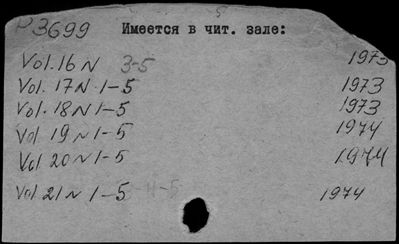 P3699 Имеется в чит. зале:
Vol. 16 N 3-5 1973
Vol. 17 N 1-5 1973
Vol. 18 N 1-5 1973
Vol 19 N 1-5 1974
Vol 20 N 1-5 1974
Vol 21 N 1-5 1974